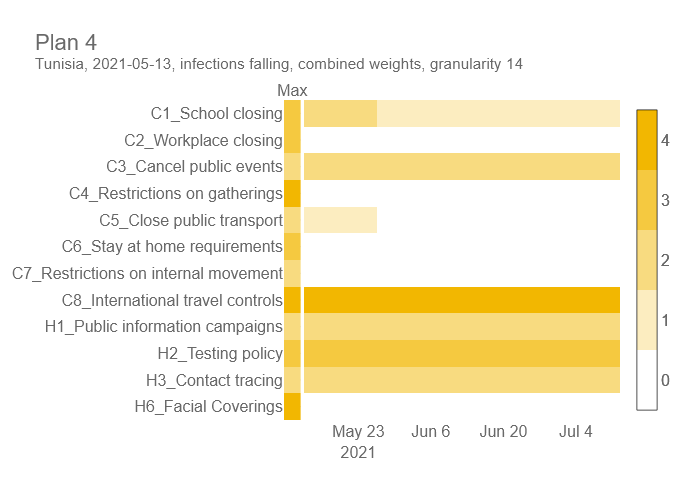 Plan 4
Tunisia, 2021-05-13, infections falling, combined weights, granularity 14
Max
C1_School closing
C2_Workplace closing
C3_Cancel public events
C4_Restrictions on gatherings
C5_Close public transport
C6_Stay at home requirements
C7_Restrictions on internal movement
C8_International travel controls
H1_Public information campaigns
H2_Testing policy
H3_Contact tracing
H6_Facial Coverings
May 23 Jun 6 Jun 20 Jul 4
2021
4
3
2
1
0